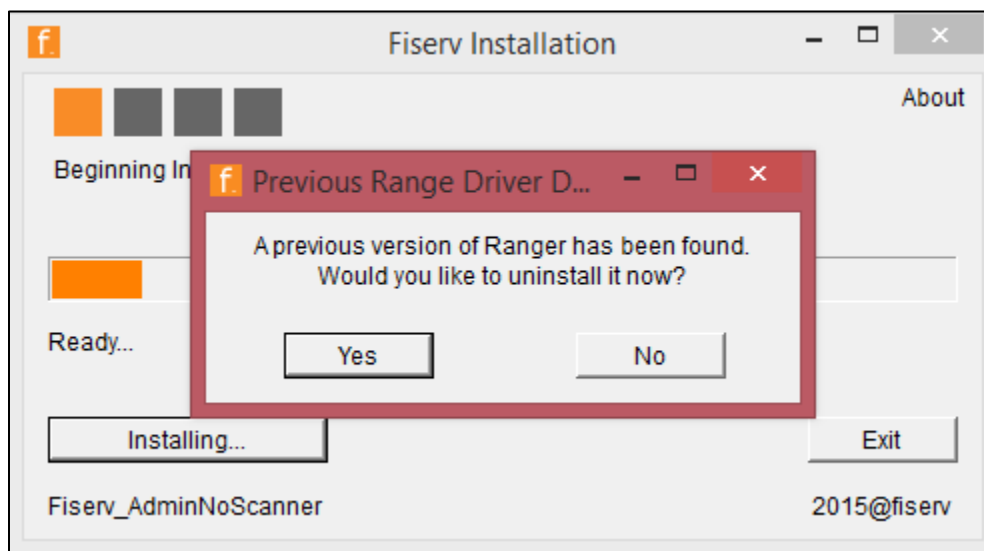 Fiserv Installation
About
Beginning In
Previous Range Driver D...
A previous version of Ranger has been found.
Would you like to uninstall it now?
Yes
No
Ready...
Installing...
Exit
Fiserv_AdminNoScanner
2015@fiserv